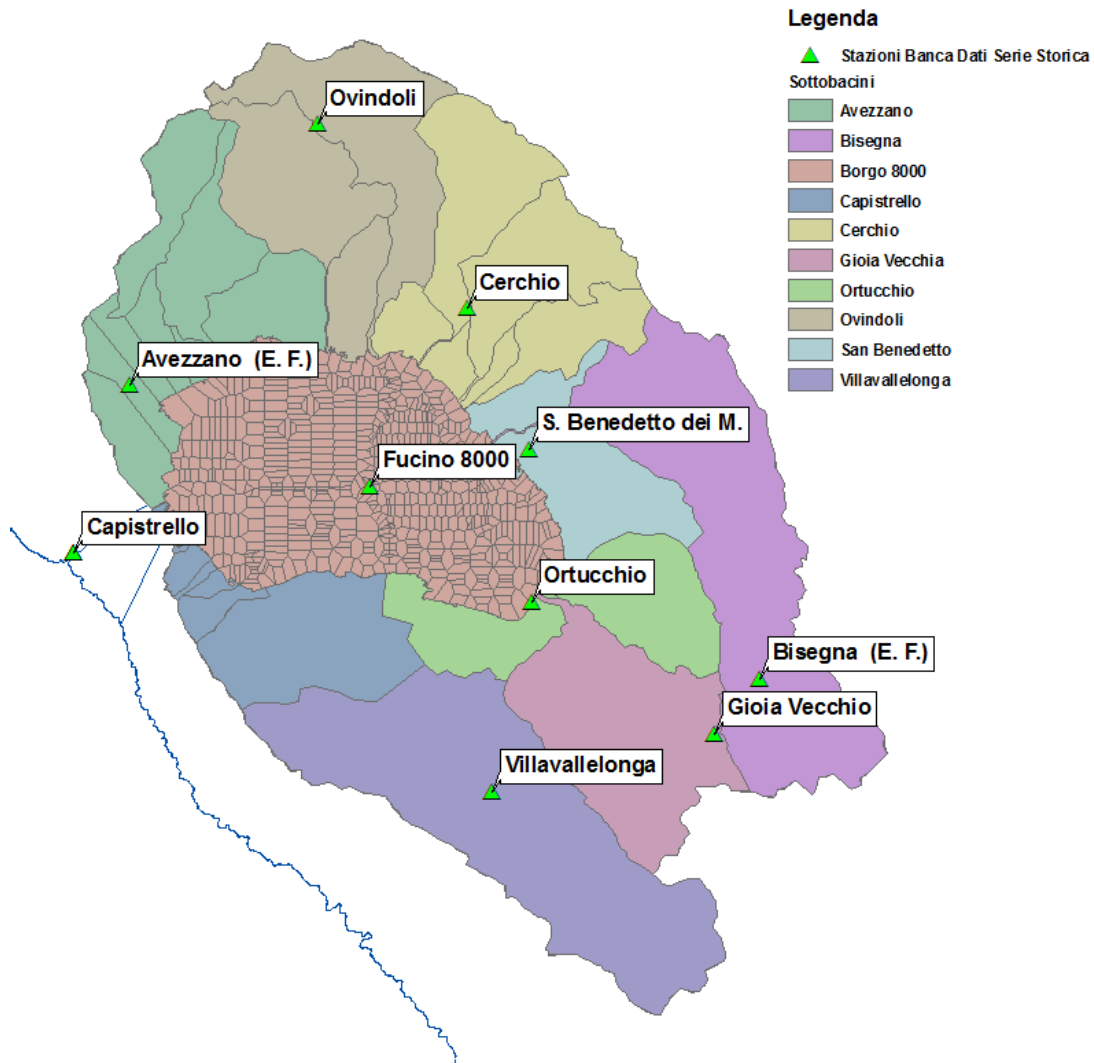 Legenda
Stazioni Banca Dati Serie Storica
Sottobacini
Avezzano
Bisegna
Borgo 8000
Capistrello
Cerchio
Gioia Vecchia
Ortucchio
Ovindoli
San Benedetto
Villavallelonga
Ovindoli
Cerchio
Avezzano (E. F.)
S. Benedetto dei M.
Fucino 8000
Capistrello
Ortucchio
Bisegna (E. F.)
Gioia Vecchio
Villavallelonga